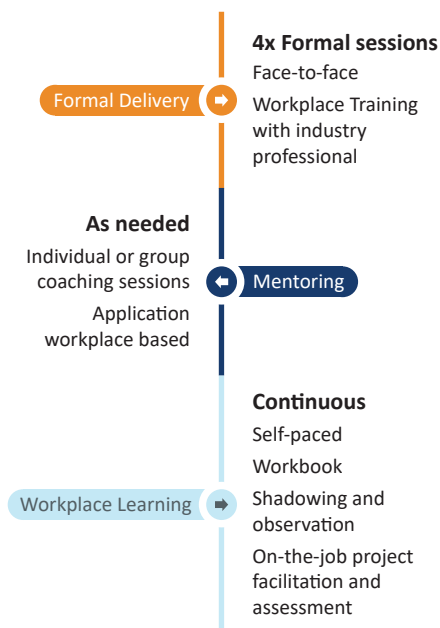 4x Formal sessions
Face-to-face
Workplace Training
with industry
professional
Formal Delivery
As needed
Individual or group
coaching sessions
Application
workplace based
Mentoring
Continuous
Self-paced
Workbook
Shadowing and
observation
On-the-job project
facilitation and
assessment
Workplace Learning